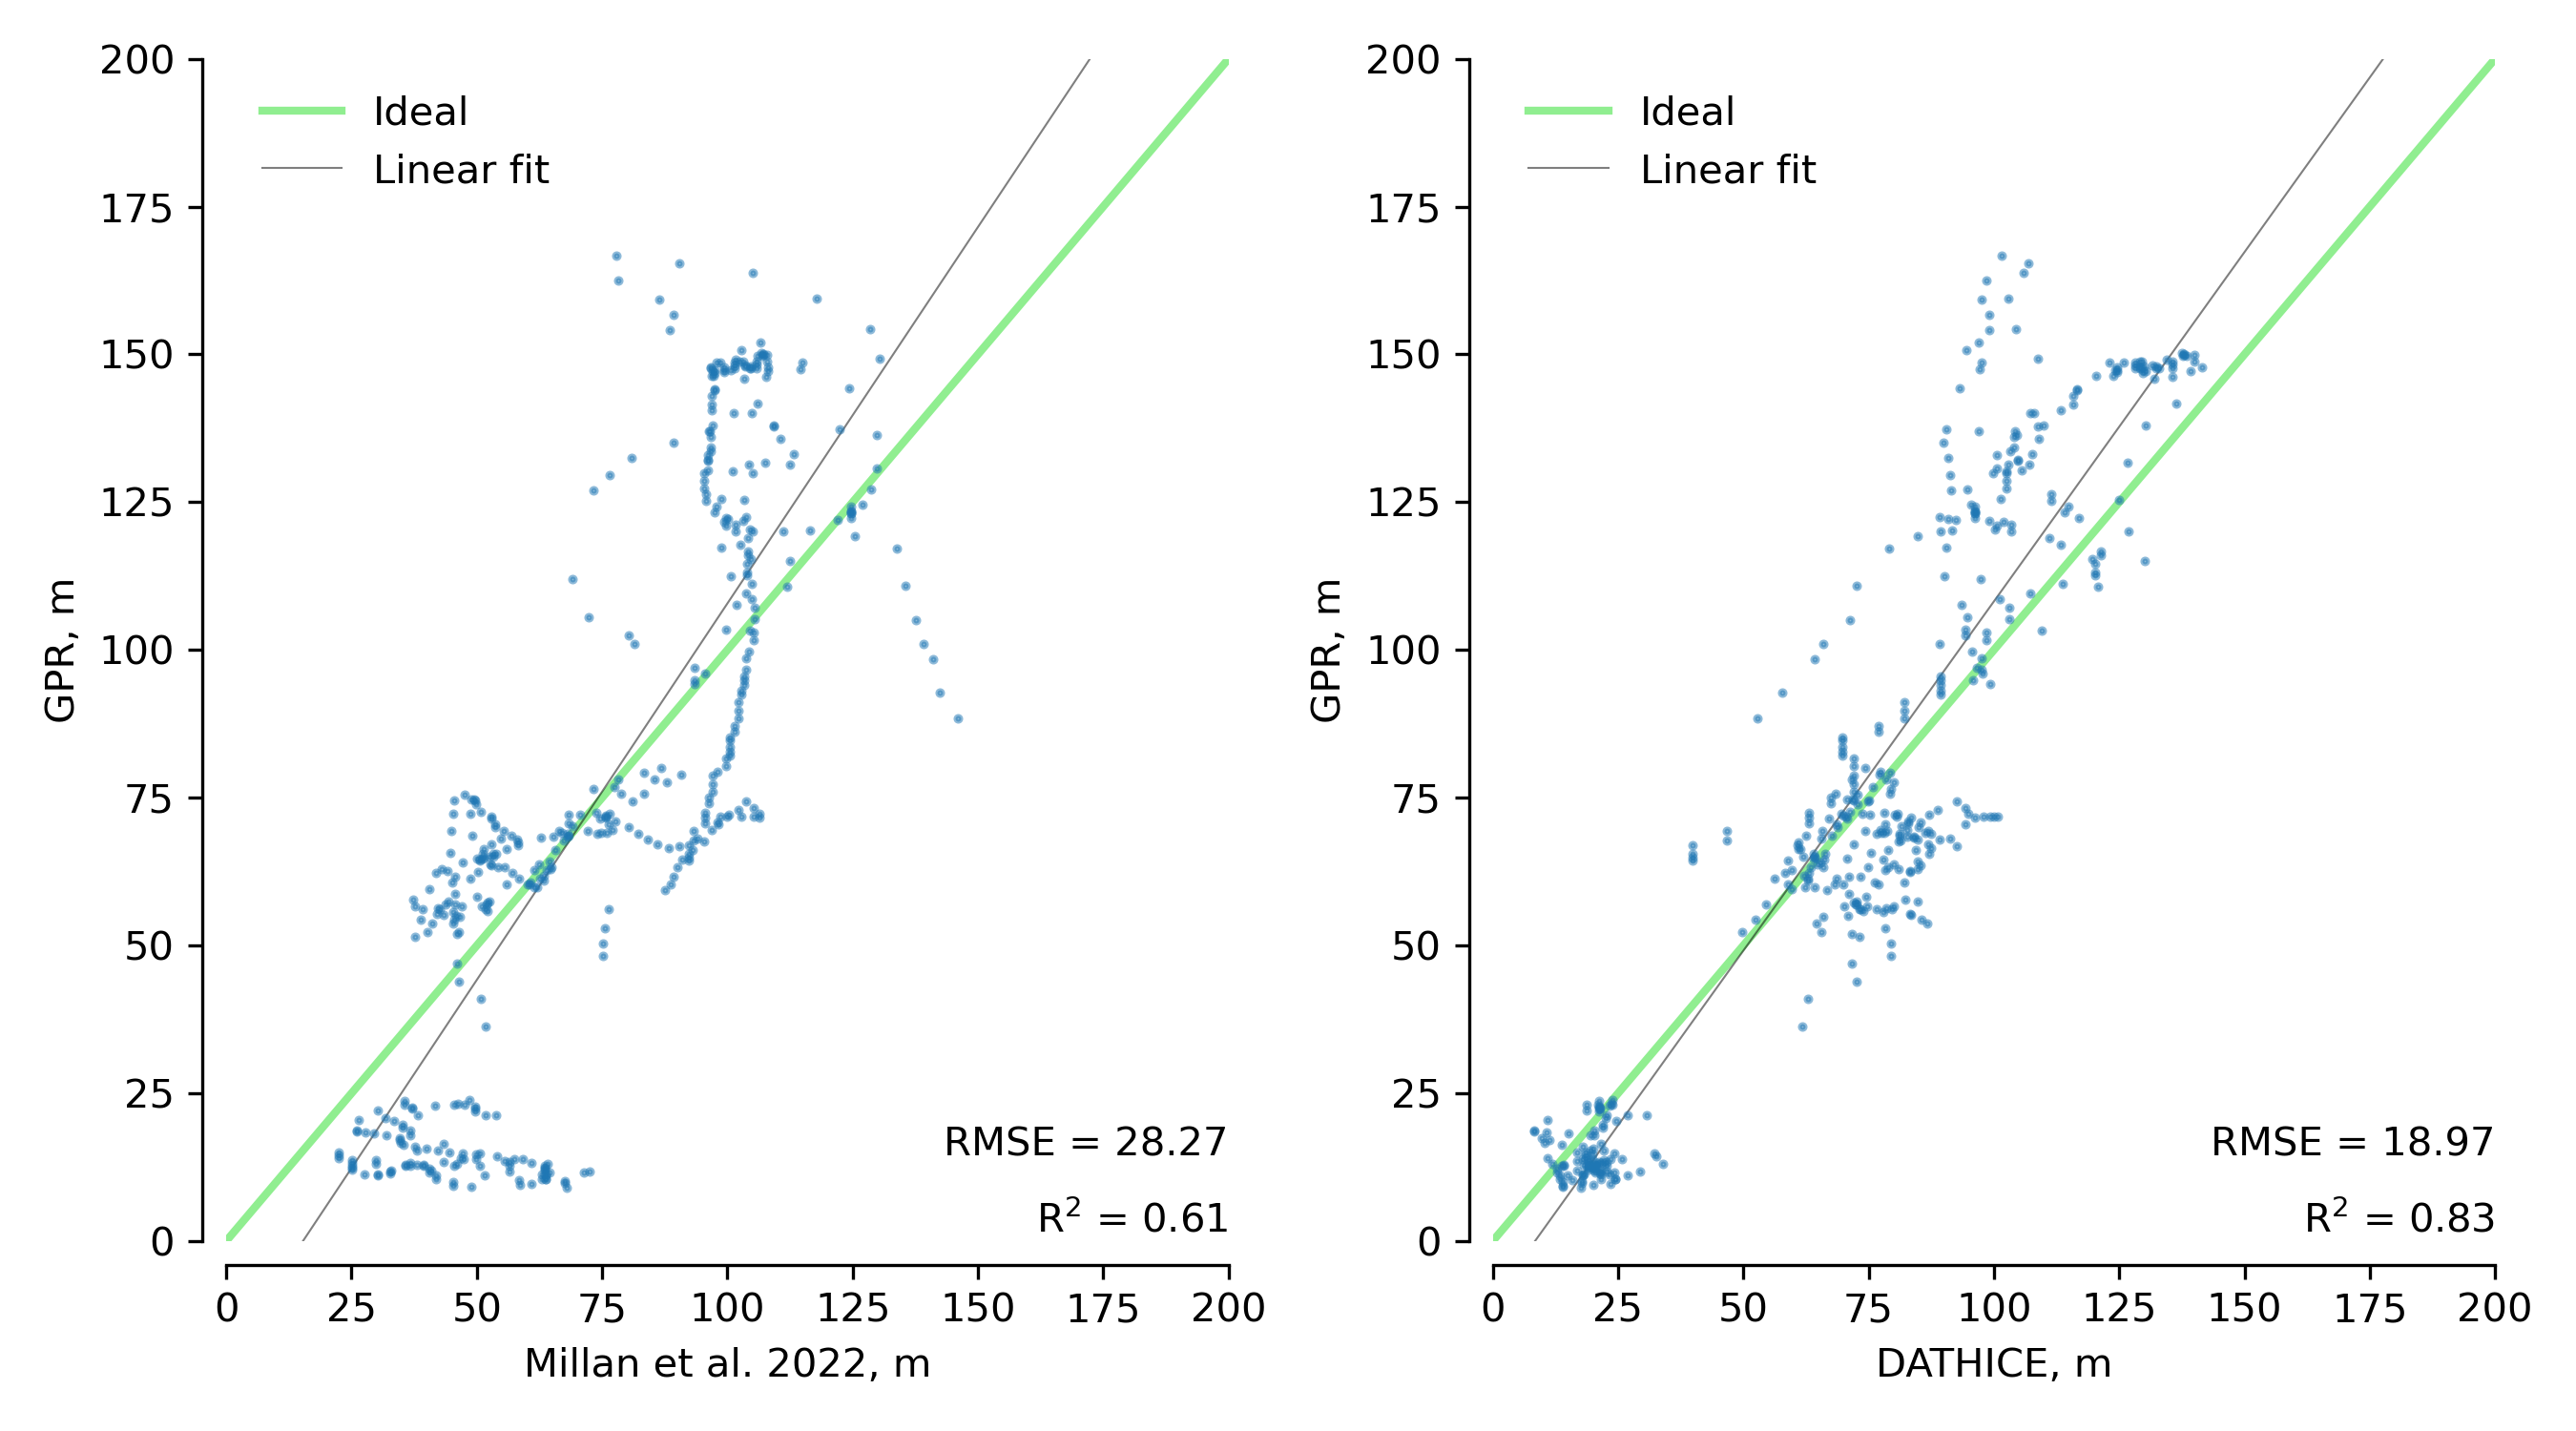 200
175
150
125
100
75
50
25
0
GPR, m
Ideal
Linear fit
RMSE = 28.27
R² = 0.61
0 25 50 75 100 125 150 175 200
Millan et al. 2022, m
200
175
150
125
100
75
50
25
0
GPR, m
Ideal
Linear fit
RMSE = 18.97
R² = 0.83
0 25 50 75 100 125 150 175 200
DATHICE, m